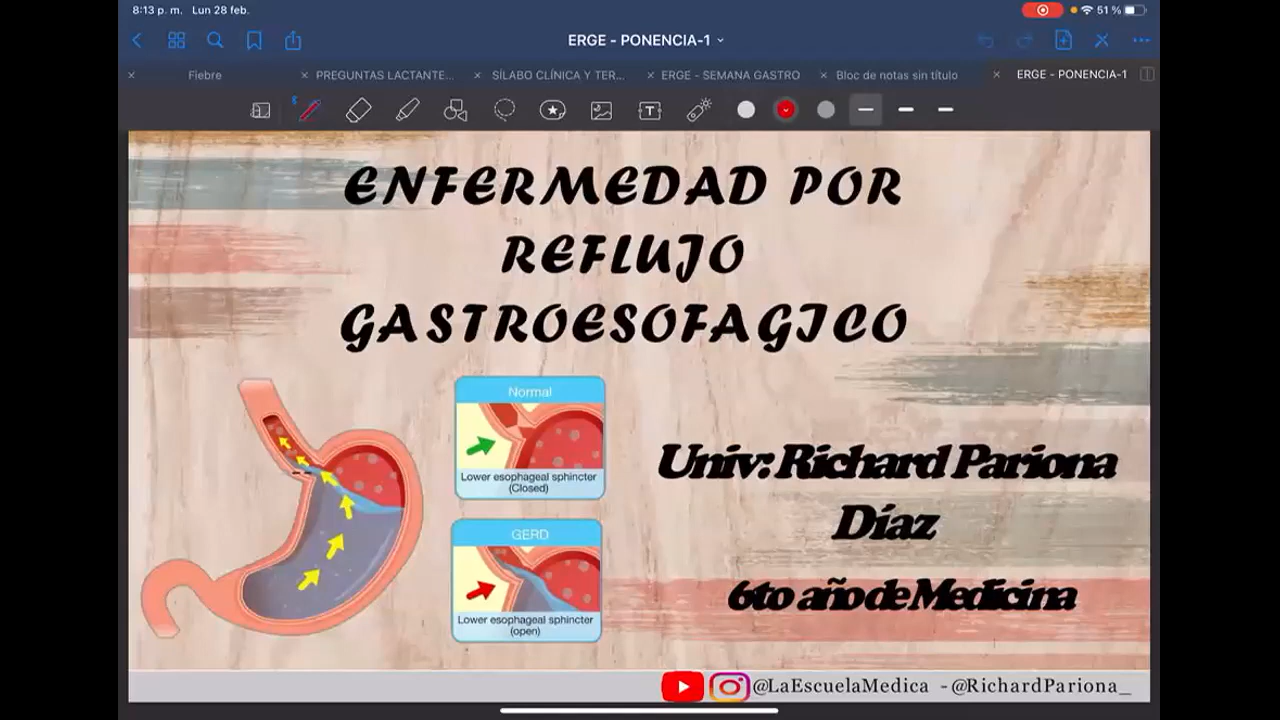 8:13 p. m. Lun 28 feb.
51 %
ERGE - PONENCIA-1
Fiebre
PREGUNTAS LACTANTE...
SÍLABO CLÍNICA Y TER...
ERGE - SEMANA GASTRO
Bloc de notas sin título
ERGE - PONENCIA-1
ENFERMEDAD POR
REFLUJO
GASTROESOFAGICO
Normal
Lower esophageal sphincter
(Closed)
GERD
Lower esophageal sphincter
(open)
Univ: Richard Pariona
Díaz
6to año de Medicina
@LaEscuelaMedica - @RichardPariona_